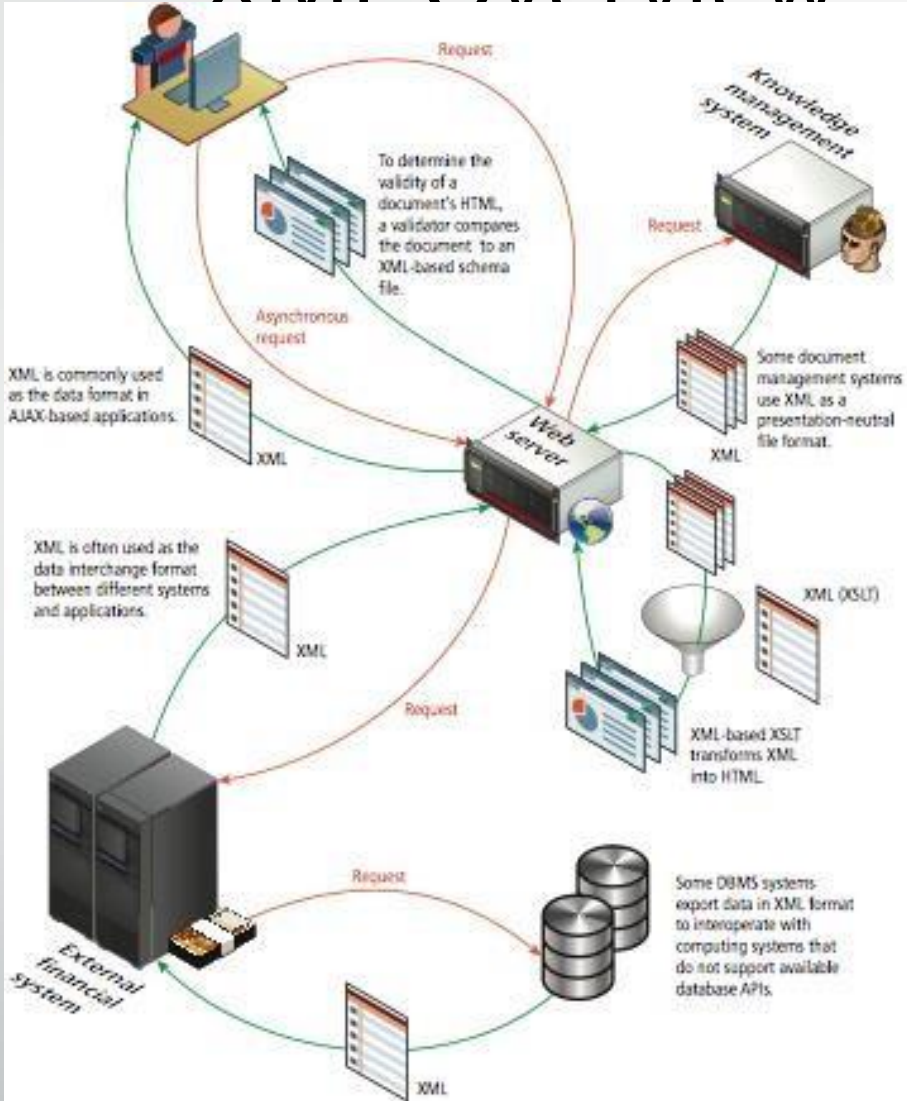 Request
Knowledge
management
system
To determine the
validity of a
document's HTML,
a validator compares
the document to an
XML-based schema
file.
Request
Asynchronous
request
XML is commonly used
as the data format in
AJAX-based applications.
XML
Some document
management systems
use XML as a
presentation-neutral
file format.
XML
Web
server
XML is often used as the
data interchange format
between different systems
and applications.
XML
XML (XSLT)
Request
XML-based XSLT
transforms XML
into HTML.
Request
Some DBMS systems
export data in XML format
to interoperate with
computing systems that
do not support available
database APIs.
External
financial
system
XML